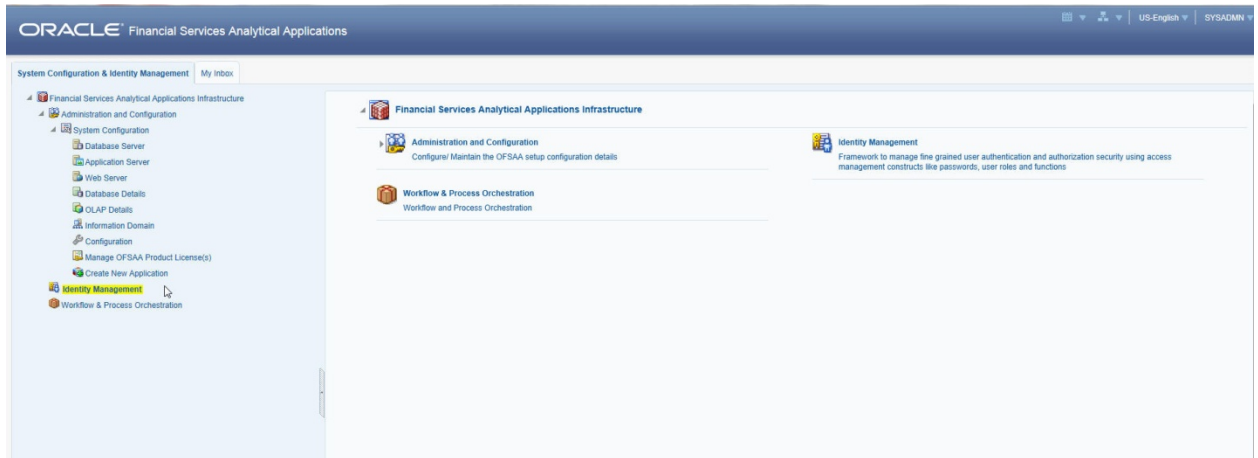 ORACLE® Financial Services Analytical Applications
US-English
SYSADMN
System Configuration & Identity Management
My Inbox
Financial Services Analytical Applications Infrastructure
Administration and Configuration
System Configuration
Database Server
Application Server
Web Server
Database Details
OLAP Details
Information Domain
Configuration
Manage OFSAA Product License(s)
Create New Application
Identity Management
Workflow & Process Orchestration
Financial Services Analytical Applications Infrastructure
Administration and Configuration
Configure/ Maintain the OFSAA setup configuration details
Identity Management
Framework to manage fine grained user authentication and authorization security using access
management constructs like passwords, user roles and functions
Workflow & Process Orchestration
Workflow and Process Orchestration